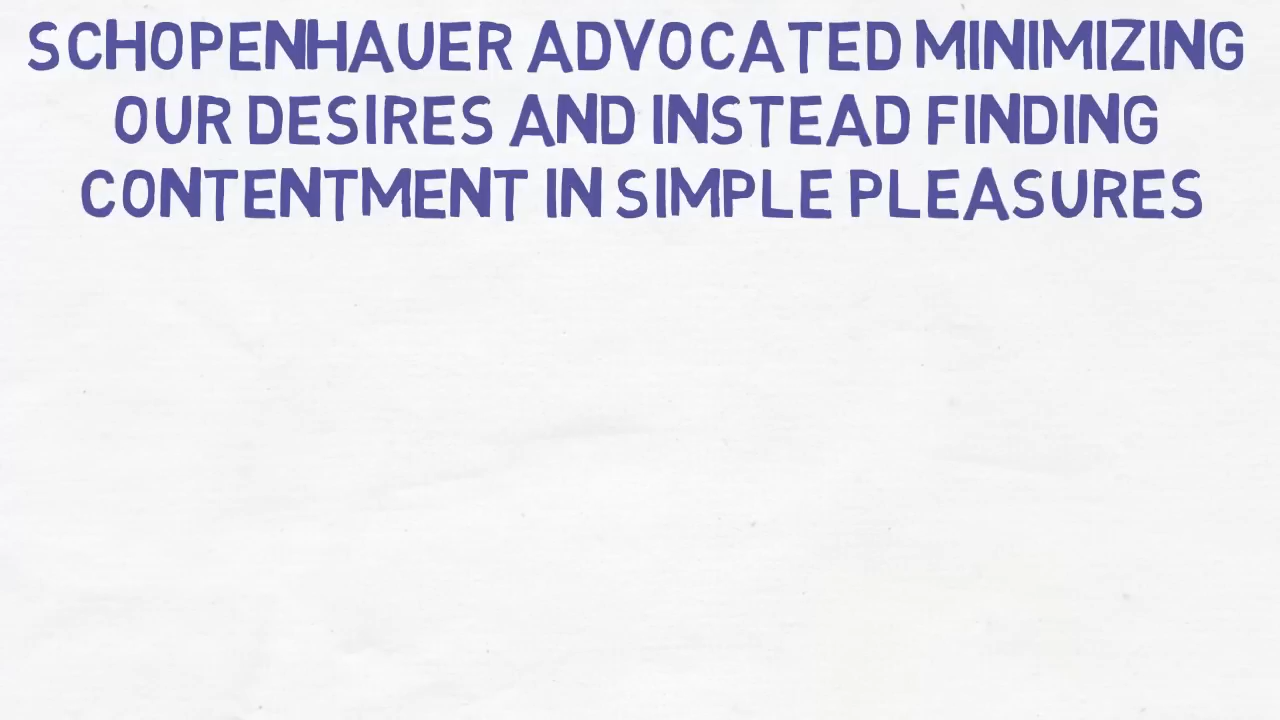 SCHOPENHAUER ADVOCATED MINIMIZING
OUR DESIRES AND INSTEAD FINDING
CONTENTMENT IN SIMPLE PLEASURES